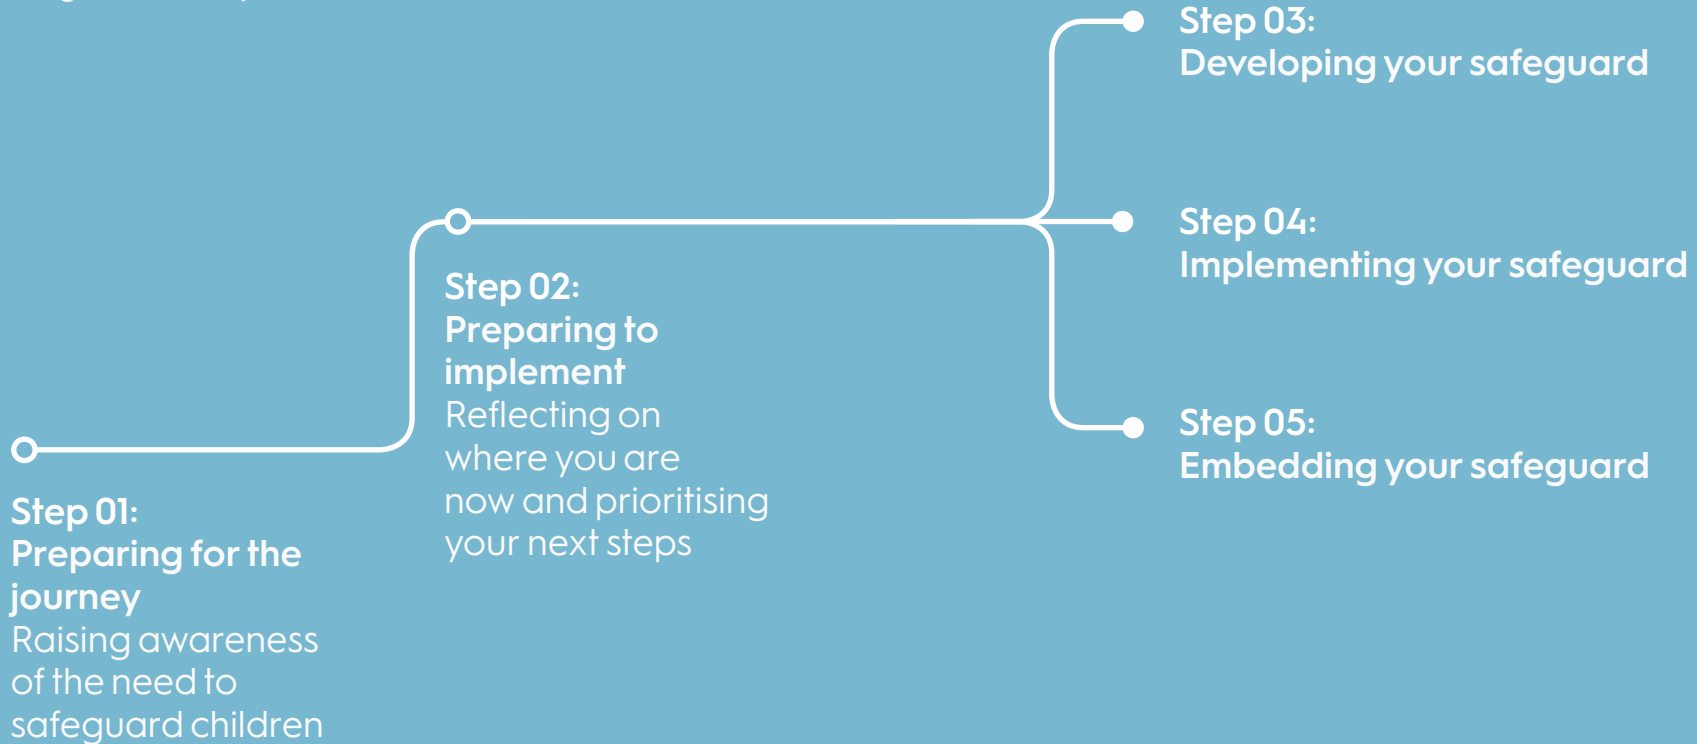 Step 01:
Preparing for the
journey
Raising awareness
of the need to
safeguard children
Step 02:
Preparing to
implement
Reflecting on
where you are
now and prioritising
your next steps
Step 03:
Developing your safeguard
Step 04:
Implementing your safeguard
Step 05:
Embedding your safeguard